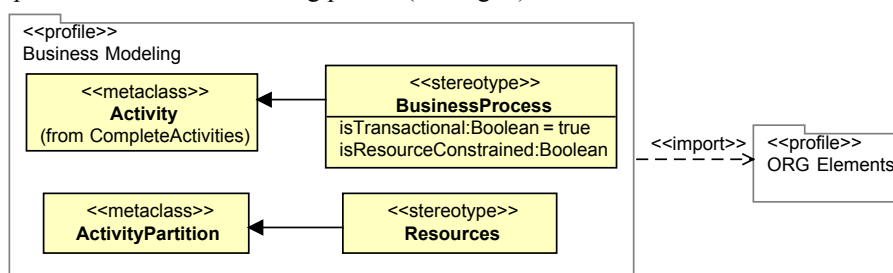 <<profile>>
Business Modeling
<<metaclass>>
Activity
(from CompleteActivities)
<<stereotype>>
BusinessProcess
isTransactional:Boolean = true
isResourceConstrained:Boolean
<<import>>
<<profile>>
ORG Elements
<<metaclass>>
ActivityPartition
<<stereotype>>
Resources